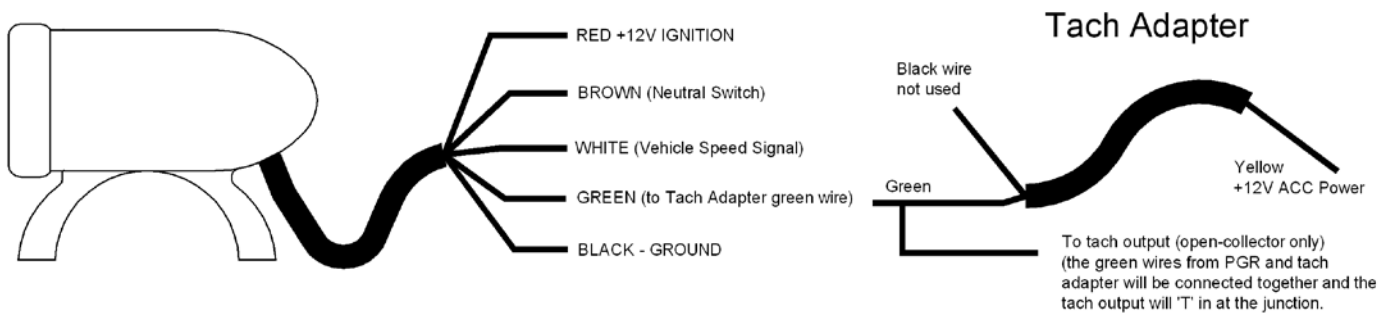 RED +12V IGNITION
BROWN (Neutral Switch)
WHITE (Vehicle Speed Signal)
GREEN (to Tach Adapter green wire)
BLACK - GROUND
Tach Adapter
Black wire
not used
Green
Yellow
+12V ACC Power
To tach output (open-collector only)
(the green wires from PGR and tach
adapter will be connected together and the
tach output will 'T' in at the junction.